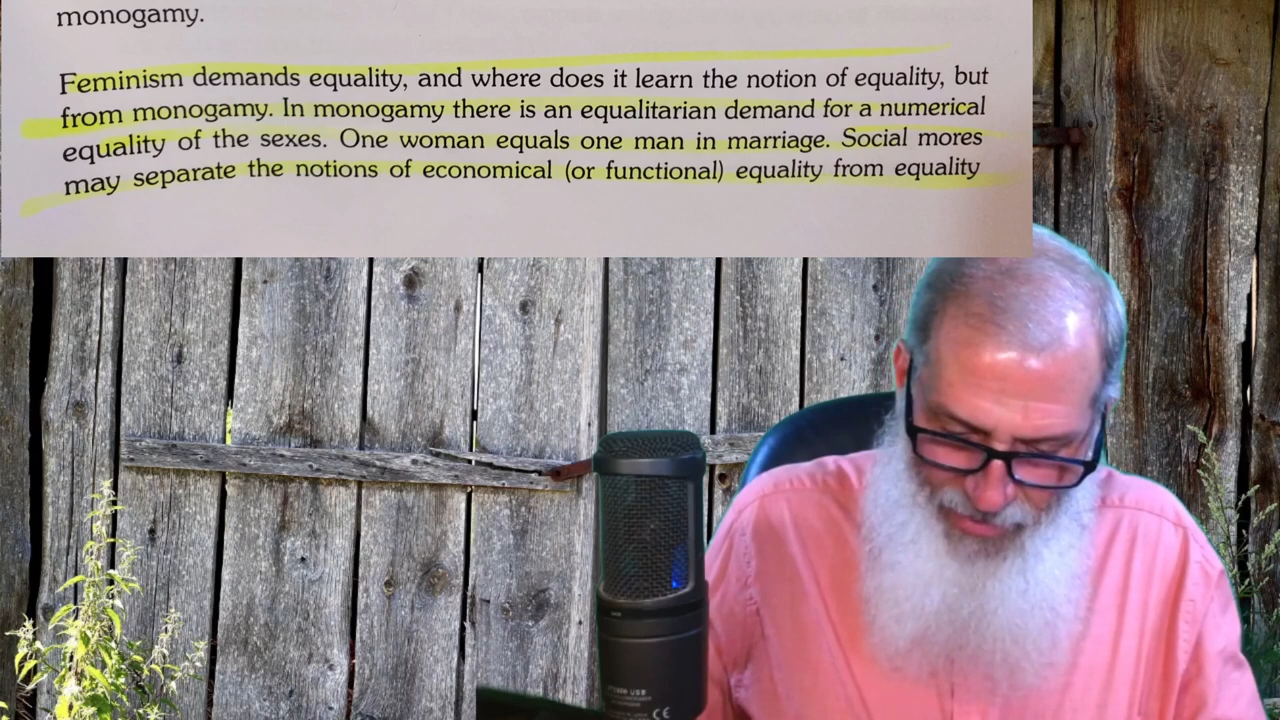 monogamy.
Feminism demands equality, and where does it learn the notion of equality, but
from monogamy. In monogamy there is an equalitarian demand for a numerical
equality of the sexes. One woman equals one man in marriage. Social mores
may separate the notions of economical (or functional) equality from equality
USB
CE